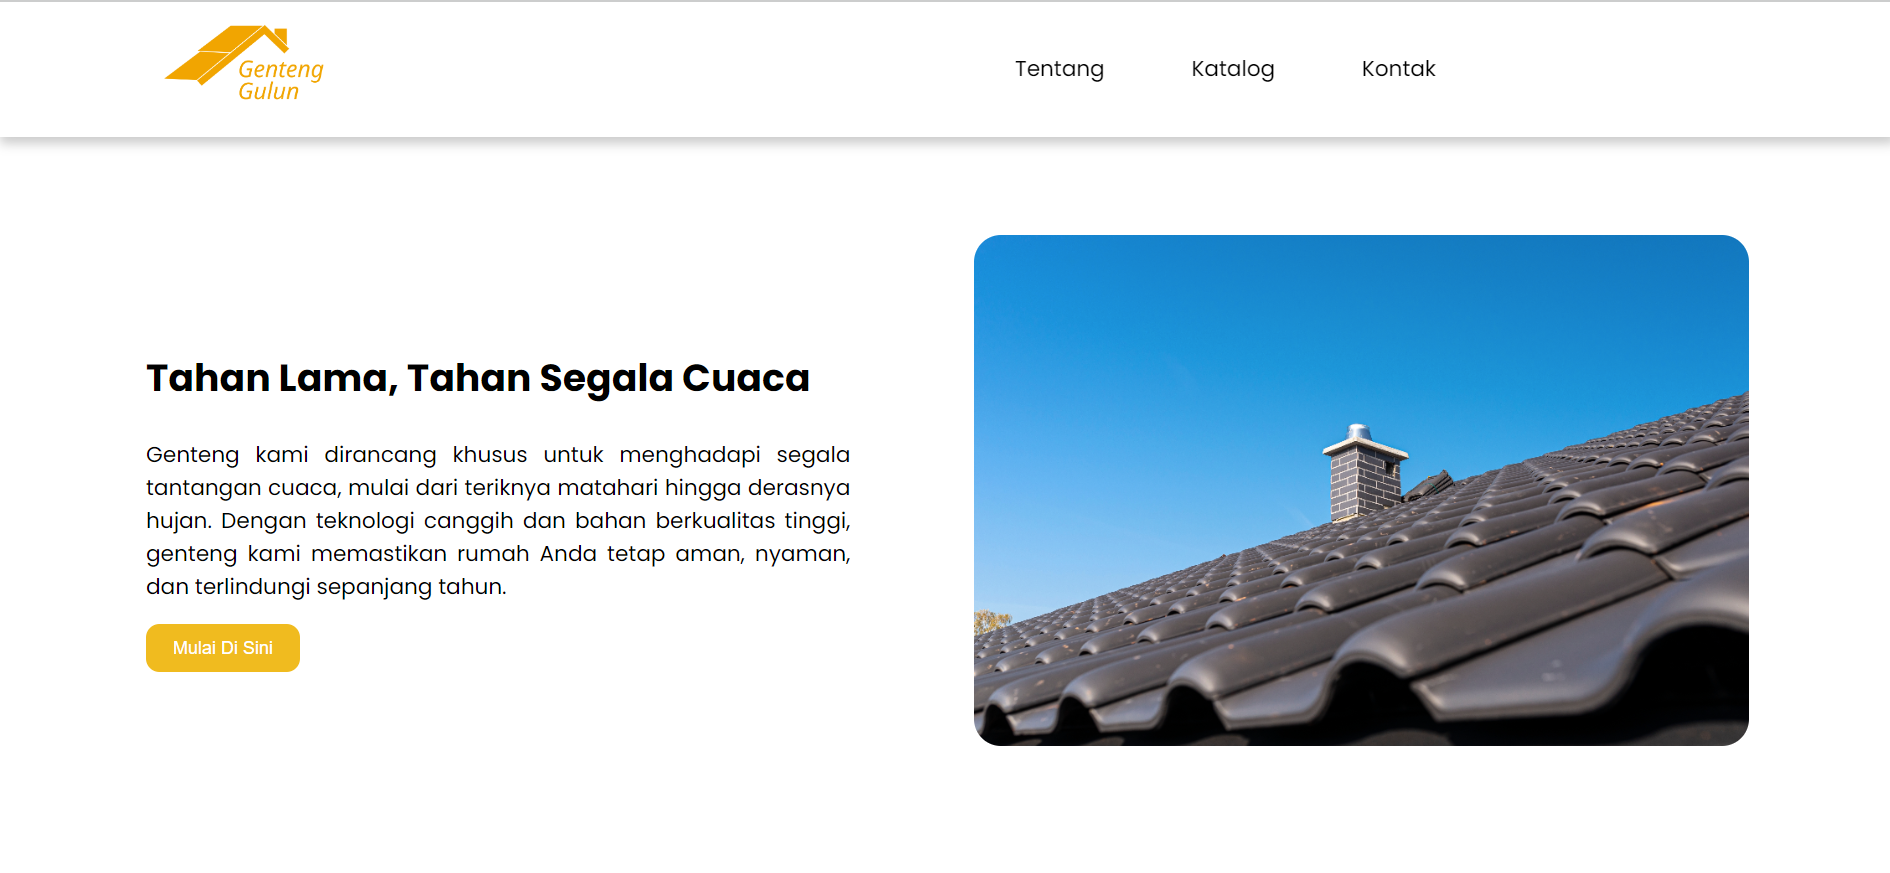 Genteng
Gulun
Tentang
Katalog
Kontak
Tahan Lama, Tahan Segala Cuaca
Genteng kami dirancang khusus untuk menghadapi segala
tantangan cuaca, mulai dari teriknya matahari hingga derasnya
hujan. Dengan teknologi canggih dan bahan berkualitas tinggi,
genteng kami memastikan rumah Anda tetap aman, nyaman,
dan terlindungi sepanjang tahun.
Mulai Di Sini